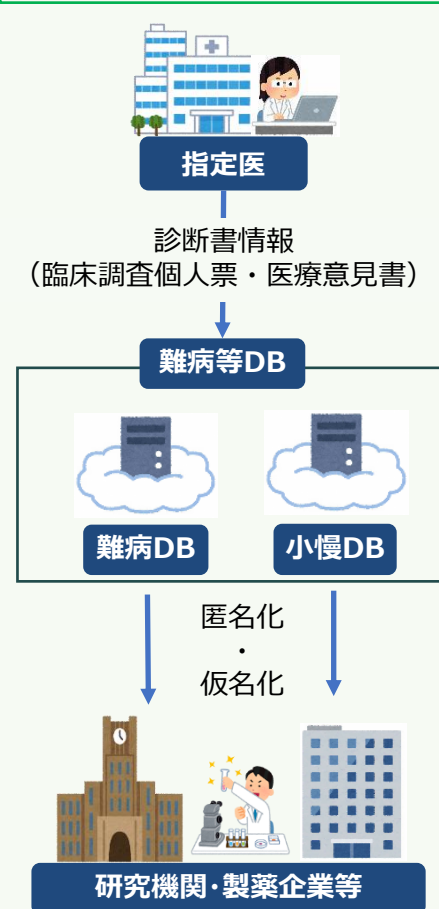 指定医
診断書情報
（臨床調査個人票・医療意見書）
難病等DB
難病DB
小慢DB
匿名化
・
仮名化
研究機関・製薬企業等